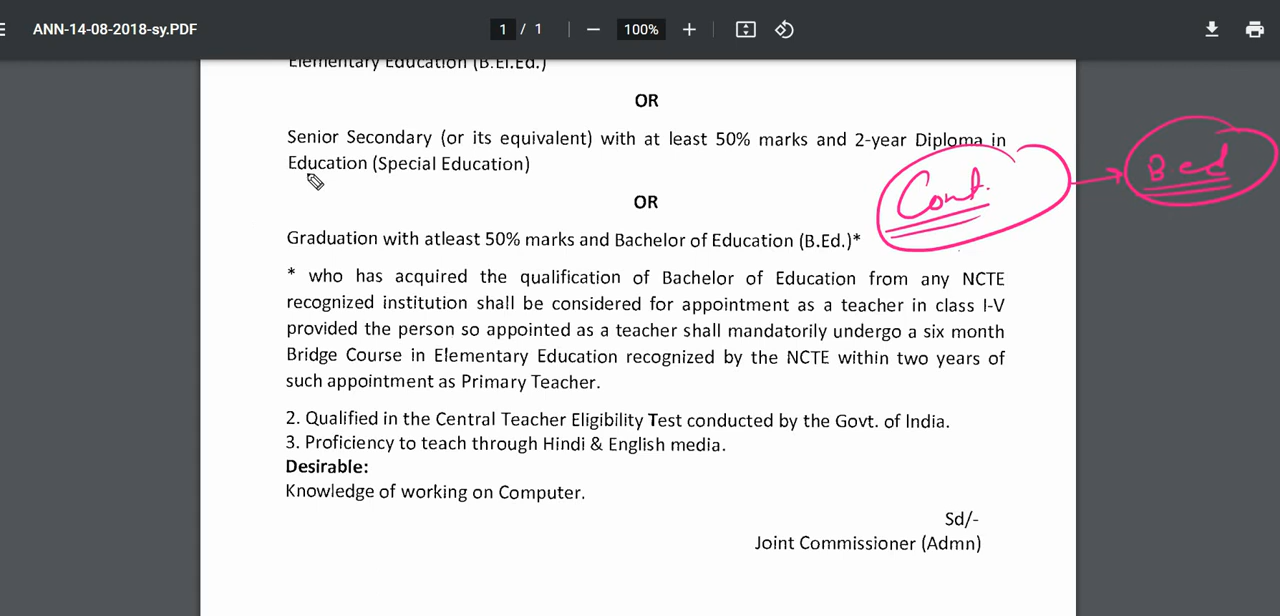 ANN-14-08-2018-sy.PDF 1 / 1 100%
Elementary Education (B.El.Ed.)
OR
Senior Secondary (or its equivalent) with at least 50% marks and 2-year Diploma in
Education (Special Education)
Cont. Bed
OR
Graduation with atleast 50% marks and Bachelor of Education (B.Ed.)*
* who has acquired the qualification of Bachelor of Education from any NCTE
recognized institution shall be considered for appointment as a teacher in class I-V
provided the person so appointed as a teacher shall mandatorily undergo a six month
Bridge Course in Elementary Education recognized by the NCTE within two years of
such appointment as Primary Teacher.
2. Qualified in the Central Teacher Eligibility Test conducted by the Govt. of India.
3. Proficiency to teach through Hindi & English media.
Desirable:
Knowledge of working on Computer.
Sd/-
Joint Commissioner (Admn)